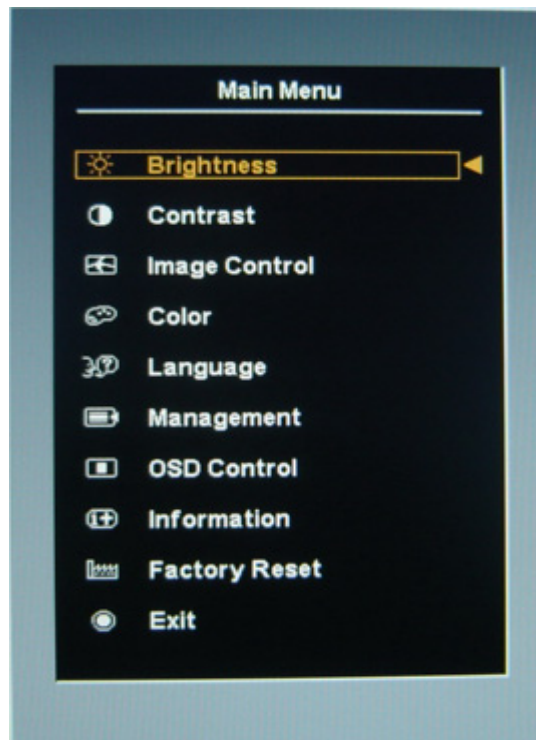 Main Menu
Brightness
Contrast
Image Control
Color
Language
Management
OSD Control
Information
Factory Reset
Exit